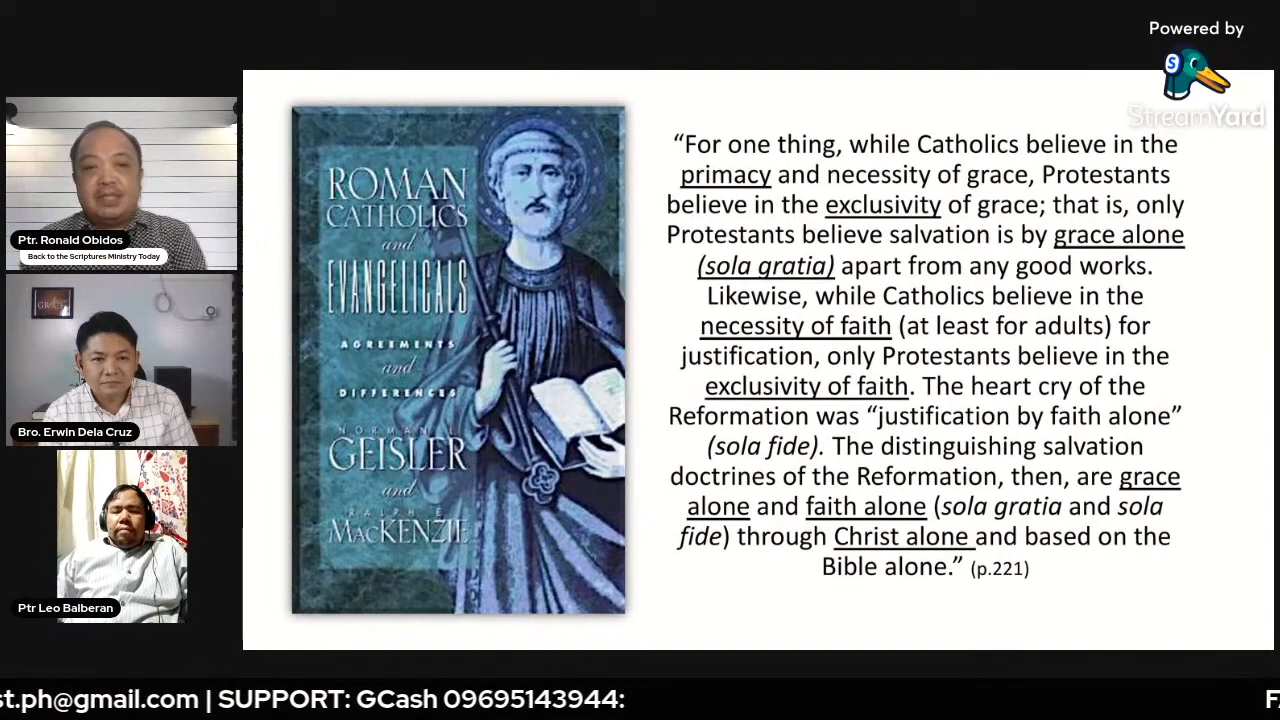 Powered by
StreamYard
Ptr. Ronald Obidos
Back to the Scriptures Ministry Today
Bro. Erwin Dela Cruz
Ptr Leo Balberan
ROMAN
CATHOLICS
and
EVANGELICALS
AGREEMENTS
and
DIFFERENCES
NORMAN L.
GEISLER
and
RALPH E.
MACKENZIE
“For one thing, while Catholics believe in the
primacy and necessity of grace, Protestants
believe in the exclusivity of grace; that is, only
Protestants believe salvation is by grace alone
(sola gratia) apart from any good works.
Likewise, while Catholics believe in the
necessity of faith (at least for adults) for
justification, only Protestants believe in the
exclusivity of faith. The heart cry of the
Reformation was “justification by faith alone”
(sola fide). The distinguishing salvation
doctrines of the Reformation, then, are grace
alone and faith alone (sola gratia and sola
fide) through Christ alone and based on the
Bible alone.” (p.221)
st.ph@gmail.com | SUPPORT: GCash 09695143944: